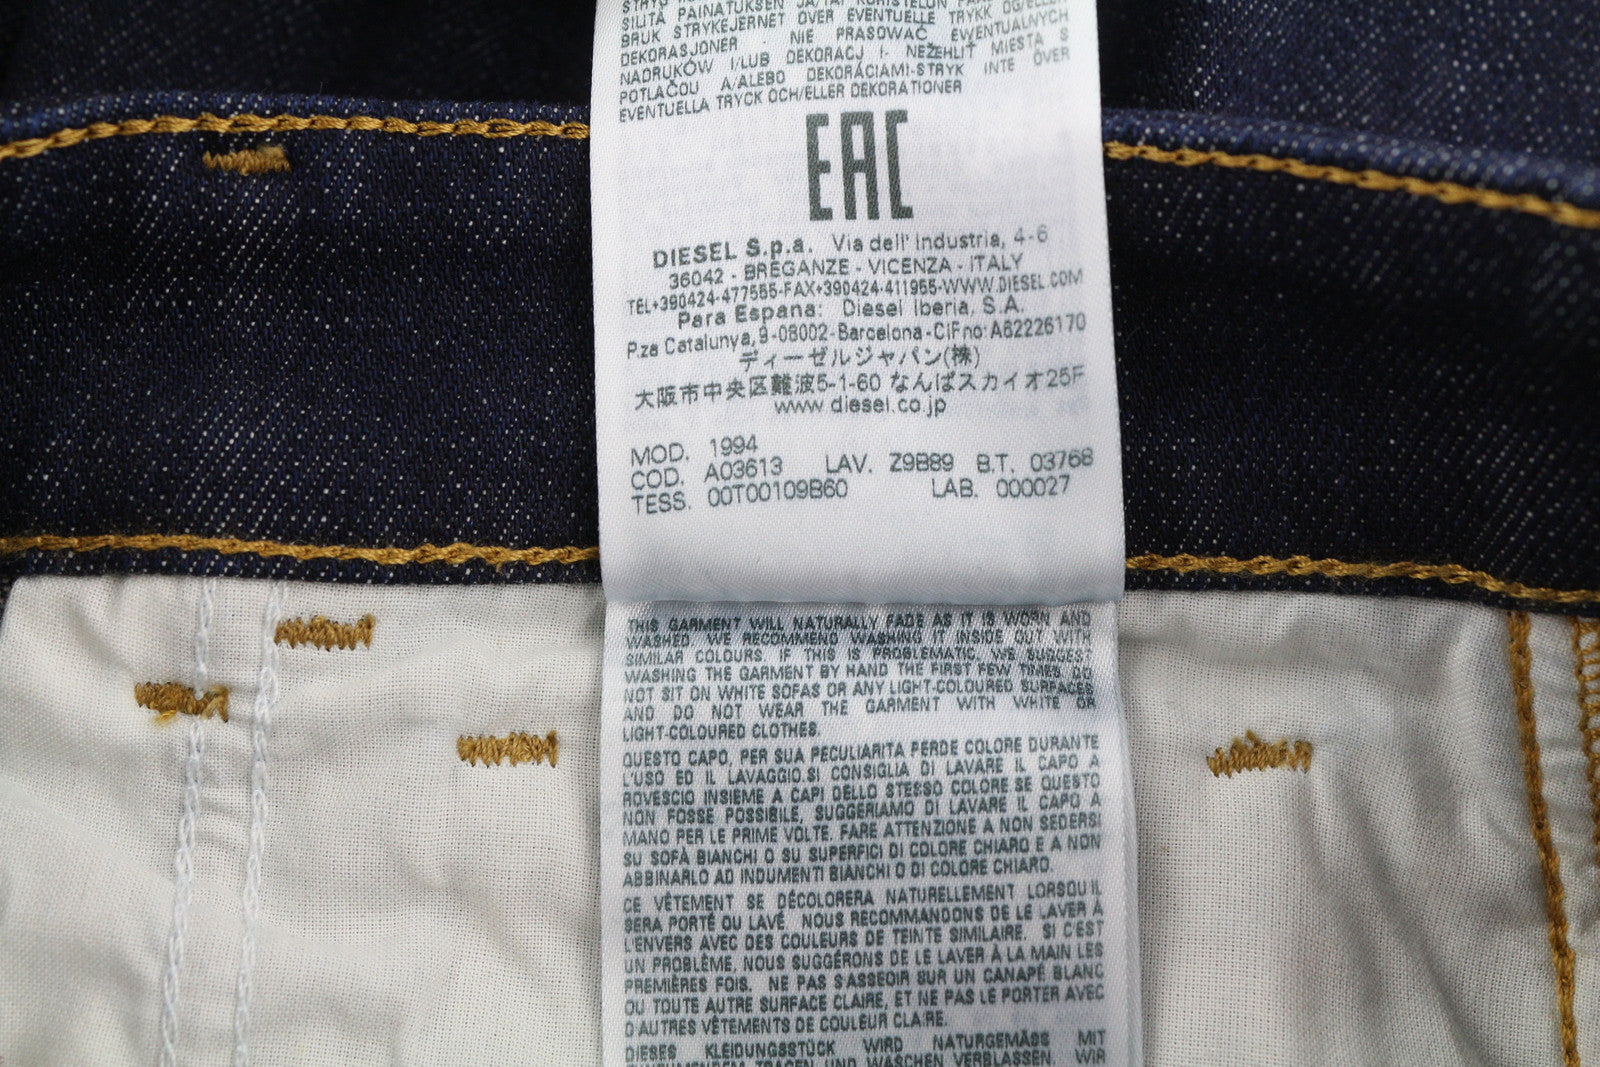 SILITÀ PAINATUKSEN JA/TAI KORISTELUN
BRUK STRYKEJERNET OVER EVENTUELLE TRYKK OG/ELLER
DEKORASJONER NIE PRASOWAĆ EWENTUALNYCH
NADRUKÓW I/LUB DEKORACJ I- NEŽEHLIT MIESTA S
POTLAČOU A/ALEBO DEKORÁCIAMI-STRYK INTE ÖVER
EVENTUELLA TRYCK OCH/ELLER DEKORATIONER
EAC
DIESEL S.p.a. Via dell' Industria, 4-6
36042 - BREGANZE - VICENZA - ITALY
TEL+390424-477555-FAX+390424-411955-WWW.DIESEL.COM
Para Espana: Diesel Iberia, S.A.
P.za Catalunya, 9-08002-Barcelona-CIFno:A62226170
ディーゼルジャパン(株)
大阪市中央区難波5-1-60 なんばスカイオ25F
www diesel.co.jp
MOD. 1994
COD. A03613 LAV. Z9B89 B.T. 03768
TESS. 00T00109B60 LAB. 000027
THIS GARMENT WILL NATURALLY FADE AS IT IS WORN AND
WASHED. WE RECOMMEND WASHING IT INSIDE OUT WITH
SIMILAR COLOURS. IF THIS IS PROBLEMATIC, WE SUGGEST
WASHING THE GARMENT BY HAND THE FIRST FEW TIMES. DO
NOT SIT ON WHITE SOFAS OR ANY LIGHT-COLOURED SURFACES
AND DO NOT WEAR THE GARMENT WITH WHITE OR
LIGHT-COLOURED CLOTHES.
QUESTO CAPO, PER SUA PECULIARITA PERDE COLORE DURANTE
L'USO ED IL LAVAGGIO.SI CONSIGLIA DI LAVARE IL CAPO A
ROVESCIO INSIEME A CAPI DELLO STESSO COLORE.SE QUESTO
NON FOSSE POSSIBILE, SUGGERIAMO DI LAVARE IL CAPO A
MANO PER LE PRIME VOLTE. FARE ATTENZIONE A NON SEDERSI
SU SOFÀ BIANCHI O SU SUPERFICI DI COLORE CHIARO E A NON
ABBINARLO AD INDUMENTI BIANCHI O DI COLORE CHIARO.
CE VÊTEMENT SE DÉCOLORERA NATURELLEMENT LORSQU'IL
SERA PORTÉ OU LAVÉ. NOUS RECOMMANDONS DE LE LAVER À
L'ENVERS AVEC DES COULEURS DE TEINTE SIMILAIRE. SI C'EST
UN PROBLÈME, NOUS SUGGÉRONS DE LE LAVER À LA MAIN LES
PREMIÈRES FOIS. NE PAS S'ASSEOIR SUR UN CANAPÉ BLANC
OU TOUTE AUTRE SURFACE CLAIRE, ET NE PAS LE PORTER AVEC
D'AUTRES VÊTEMENTS DE COULEUR CLAIRE.
DIESES KLEIDUNGSSTÜCK WIRD NATURGEMÄSS MIT
ZUNEHMENDEM TRAGEN UND WASCHEN VERBLASSEN. WIR